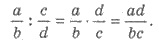 a/b : c/d = a/b · d/c = ad/bc.